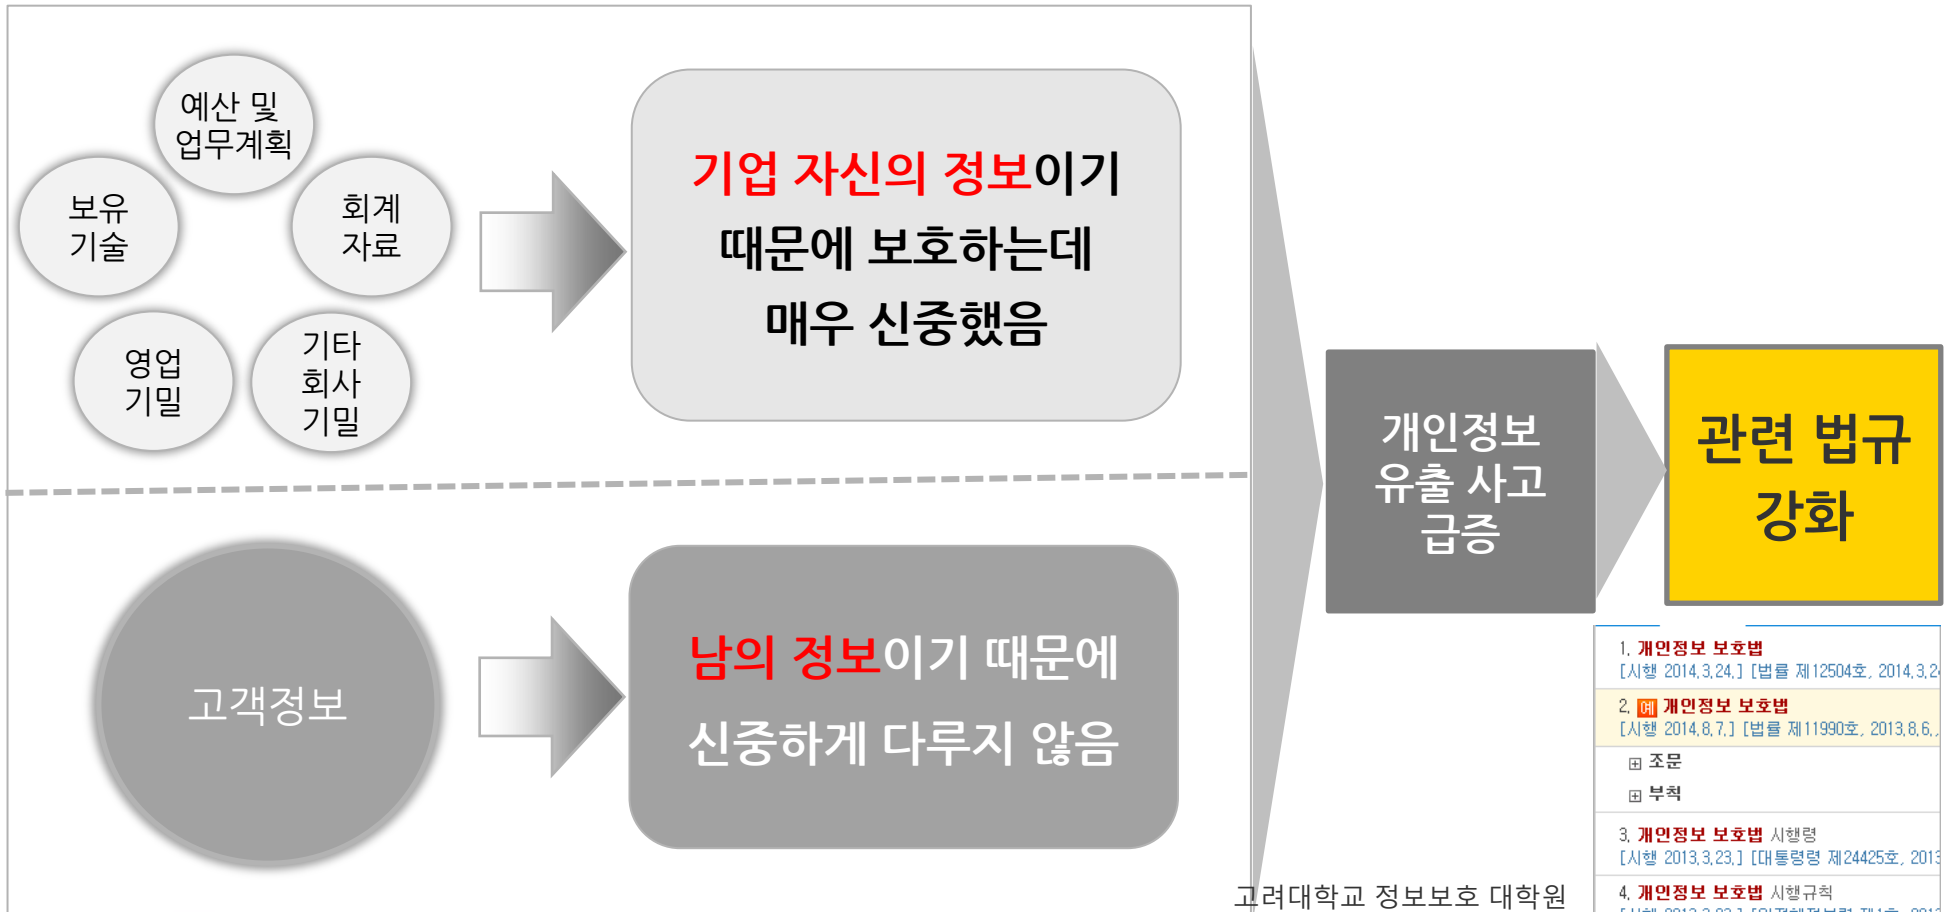 예산 및
업무계획
보유
기술
회계
자료
영업
기밀
기타
회사
기밀
기업 자신의 정보이기
때문에 보호하는데
매우 신중했음
고객정보
남의 정보이기 때문에
신중하게 다루지 않음
개인정보
유출 사고
급증
관련 법규
강화
1. 개인정보 보호법
[시행 2014.3.24.] [법률 제12504호, 2014.3.24
2. 예 개인정보 보호법
[시행 2014.8.7.] [법률 제11990호, 2013.8.6.,
조문
부칙
3. 개인정보 보호법 시행령
[시행 2013.3.23.] [대통령령 제24425호, 2013
4. 개인정보 보호법 시행규칙
고려대학교 정보보호 대학원